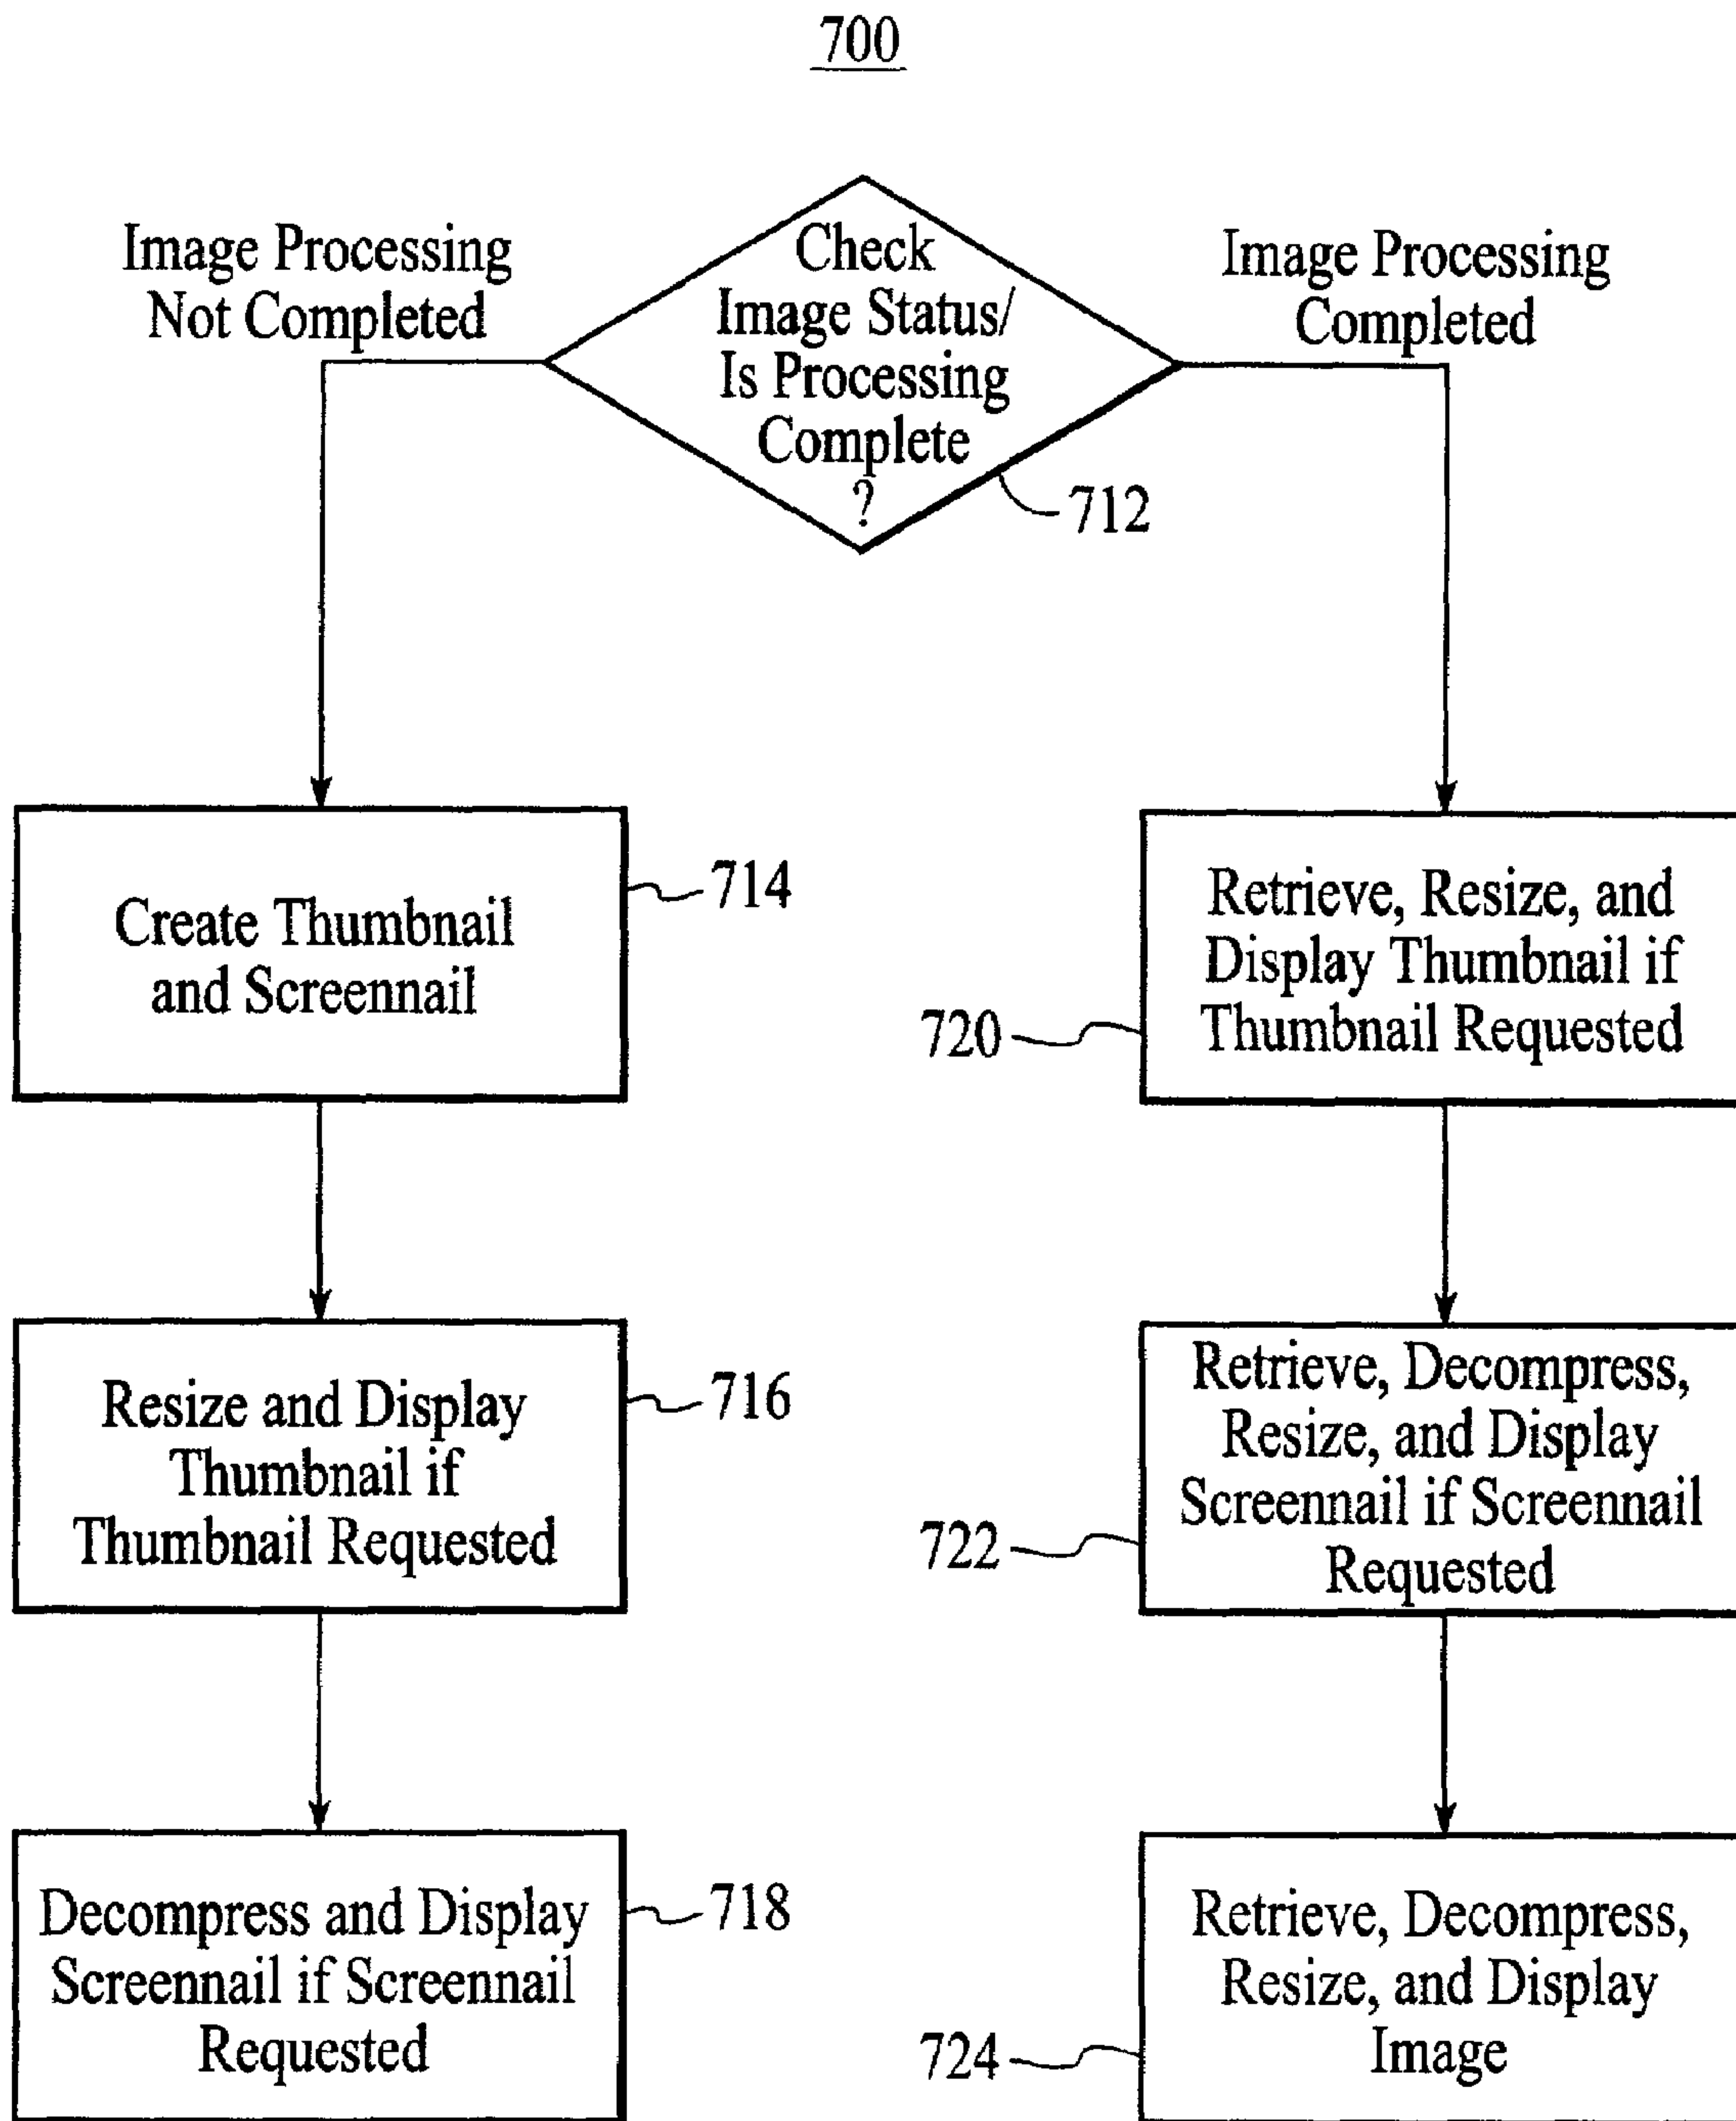 700
Image Processing
Not Completed
Check
Image Status/
Is Processing
Complete
?
Image Processing
Completed
712
Create Thumbnail
and Screennail
714
Retrieve, Resize, and
Display Thumbnail if
Thumbnail Requested
720
Resize and Display
Thumbnail if
Thumbnail Requested
716
Retrieve, Decompress,
Resize, and Display
Screennail if Screennail
Requested
722
Decompress and Display
Screennail if Screennail
Requested
718
Retrieve, Decompress,
Resize, and Display
Image
724